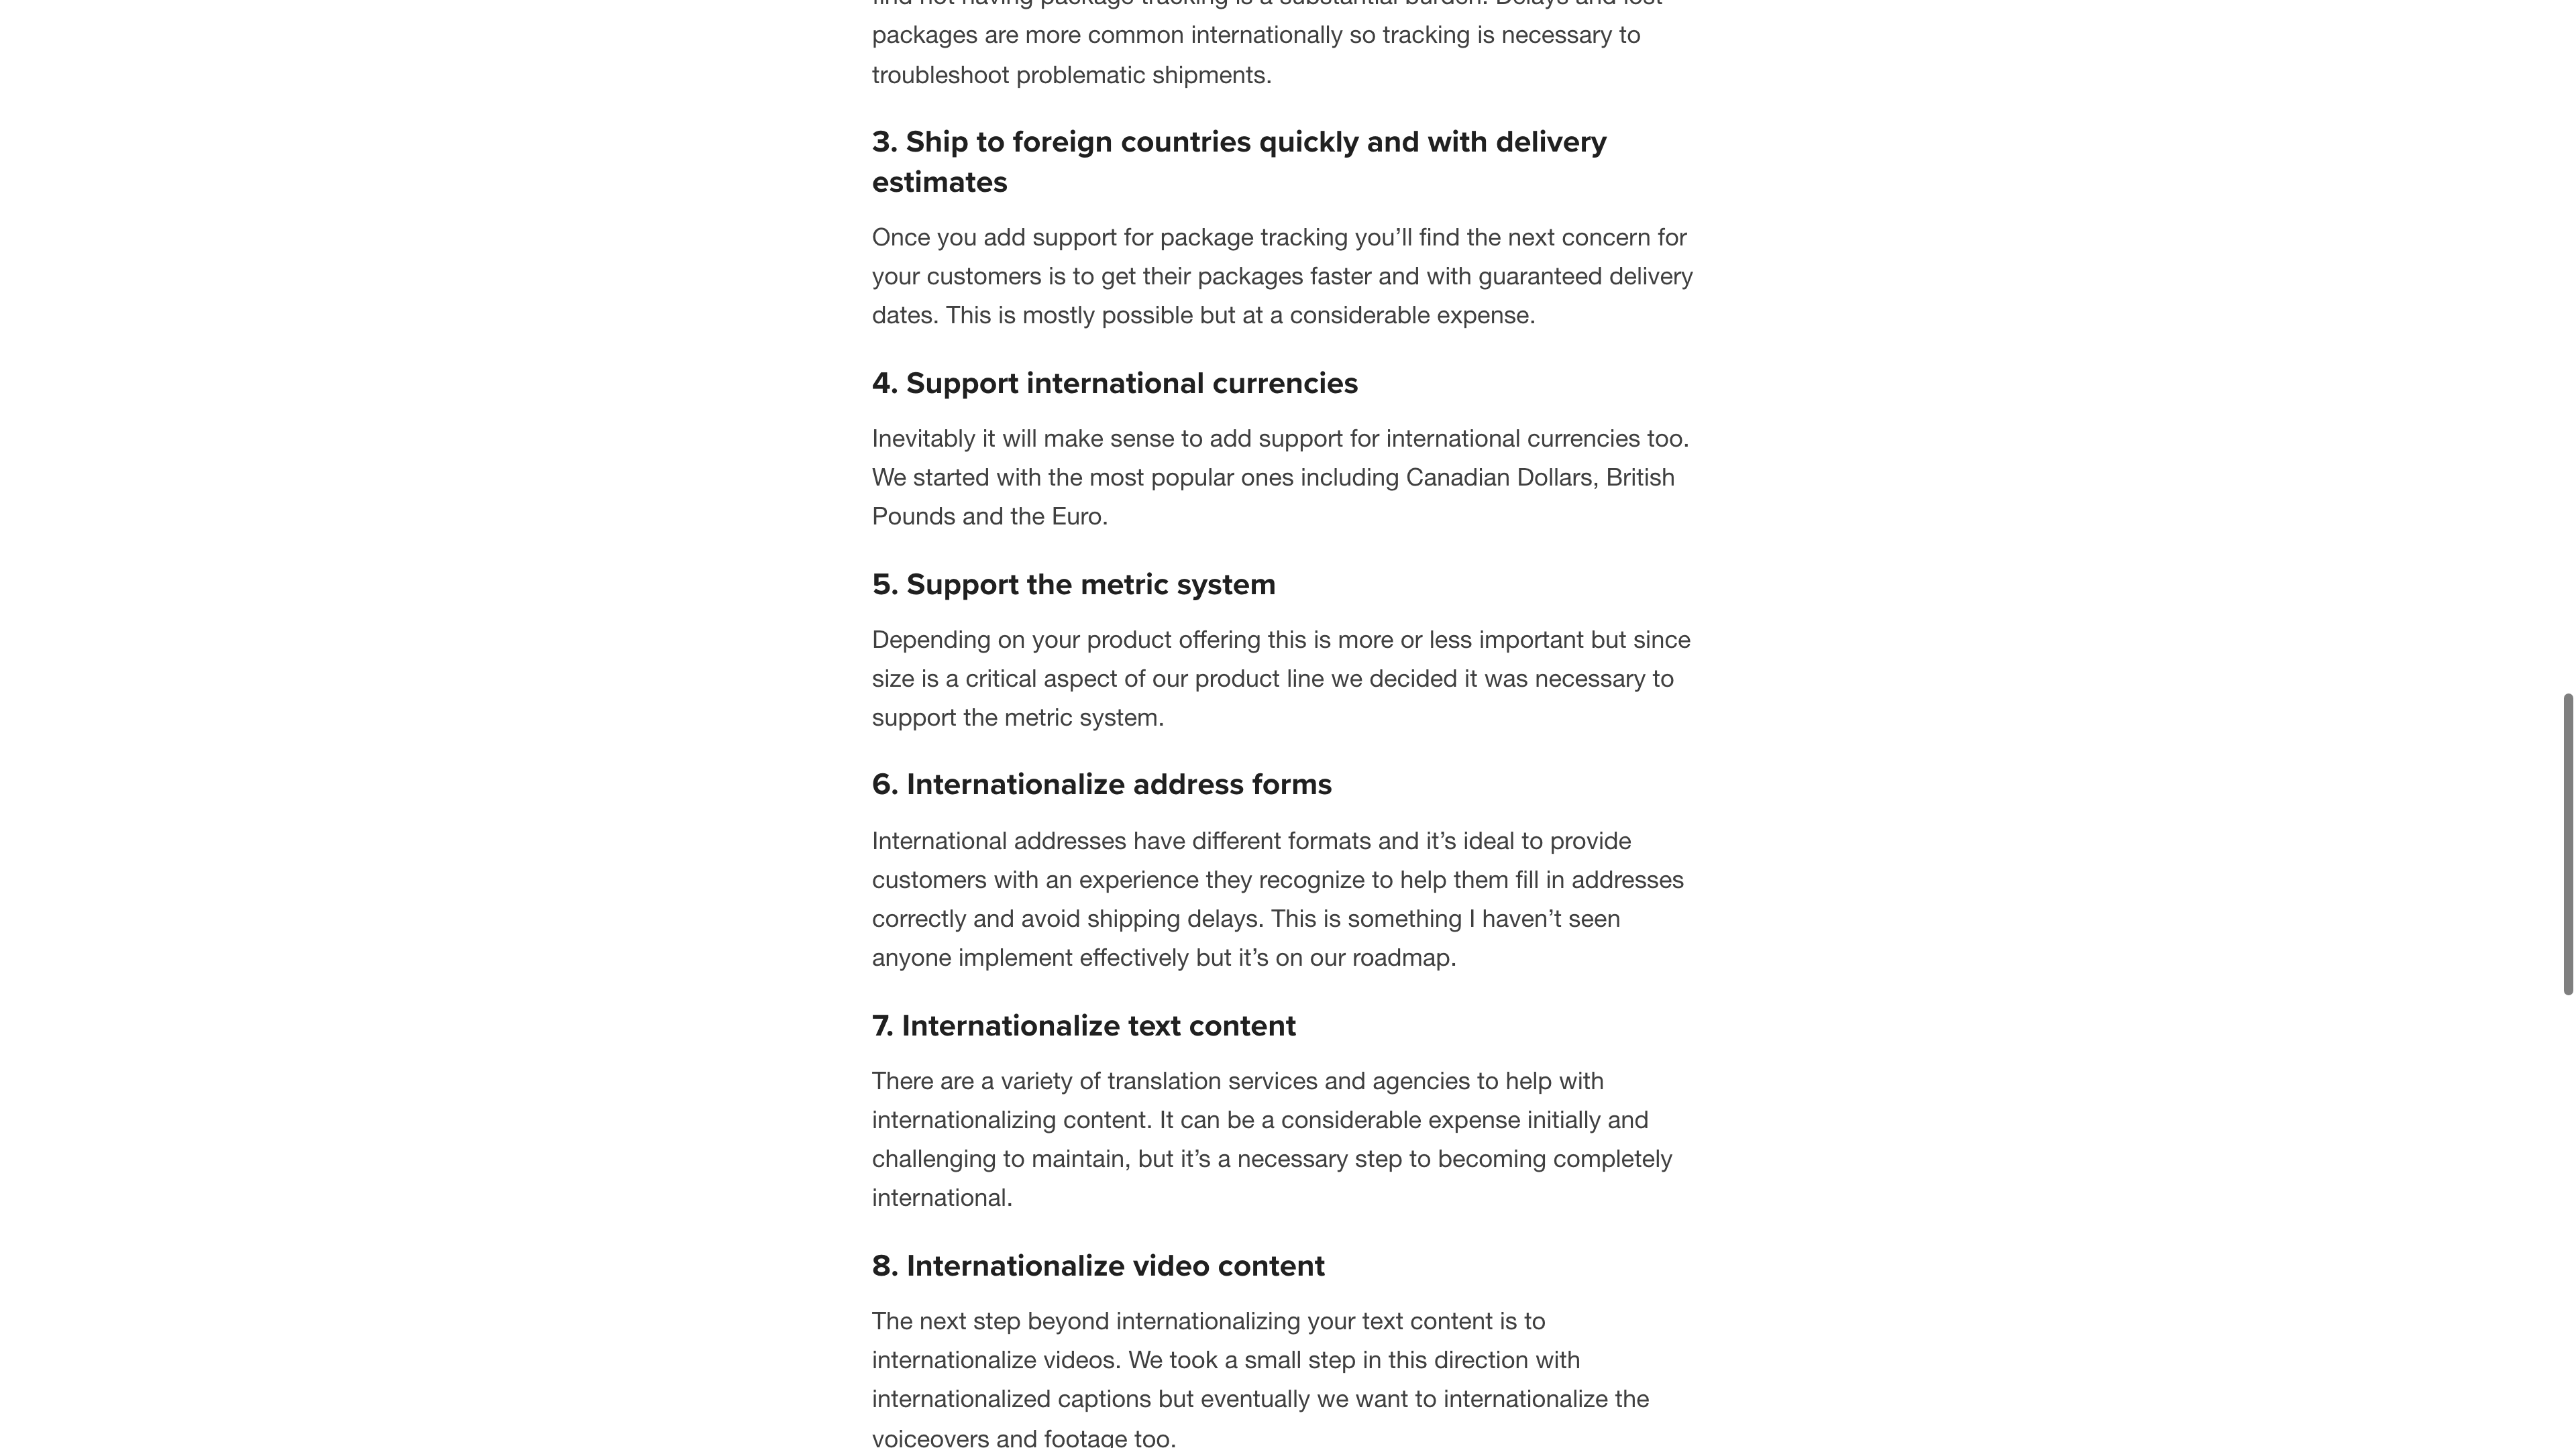 find not having package tracking is a substantial burden. Delays and lost
packages are more common internationally so tracking is necessary to
troubleshoot problematic shipments.
3. Ship to foreign countries quickly and with delivery
estimates
Once you add support for package tracking you’ll find the next concern for
your customers is to get their packages faster and with guaranteed delivery
dates. This is mostly possible but at a considerable expense.
4. Support international currencies
Inevitably it will make sense to add support for international currencies too.
We started with the most popular ones including Canadian Dollars, British
Pounds and the Euro.
5. Support the metric system
Depending on your product offering this is more or less important but since
size is a critical aspect of our product line we decided it was necessary to
support the metric system.
6. Internationalize address forms
International addresses have different formats and it’s ideal to provide
customers with an experience they recognize to help them fill in addresses
correctly and avoid shipping delays. This is something I haven’t seen
anyone implement effectively but it’s on our roadmap.
7. Internationalize text content
There are a variety of translation services and agencies to help with
internationalizing content. It can be a considerable expense initially and
challenging to maintain, but it’s a necessary step to becoming completely
international.
8. Internationalize video content
The next step beyond internationalizing your text content is to
internationalize videos. We took a small step in this direction with
internationalized captions but eventually we want to internationalize the
voiceovers and footage too.